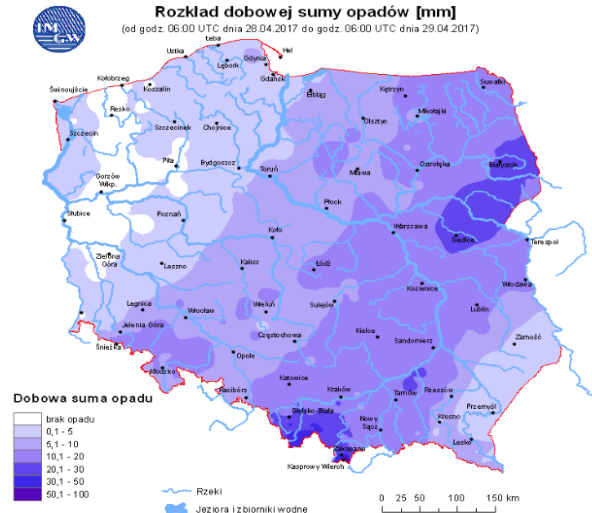 Rozkład dobowej sumy opadów [mm]
(od godz. 06:00 UTC dnia 28.04.2017 do godz. 06:00 UTC dnia 29.04.2017)
IM
GW
Łeba
Hel
Ustka
Gdynia
Lębork
Gdańsk
Kołobrzeg
Koszalin
Świnoujście
Resko
Elbląg
Kętrzyn
Suwałki
Szczecinek
Chojnice
Olsztyn
Mikołajki
Szczecin
Piła
Bydgoszcz
Toruń
Mława
Ostrołęka
Białystok
Gorzów
Wlkp.
Słubice
Poznań
Płock
Warszawa
Siedlce
Terespol
Koło
Zielona
Góra
Leszno
Kalisz
Łódź
Kozienice
Włodawa
Legnica
Wrocław
Wieluń
Sulejów
Lublin
Jelenia Góra
Śnieżka
Częstochowa
Kielce
Sandomierz
Zamość
Opole
Kłodzko
Katowice
Racibórz
Kraków
Tarnów
Rzeszów
Przemyśl
Bielsko-Biała
Nowy
Sącz
Krosno
Lesko
Zakopane
Kasprowy Wierch
Dobowa suma opadu
brak opadu
0,1 - 5
5,1 - 10
10,1 - 20
20,1 - 30
30,1 - 50
50,1 - 100
Rzeki
Jeziora i zbiorniki wodne
0 25 50 100 150 km